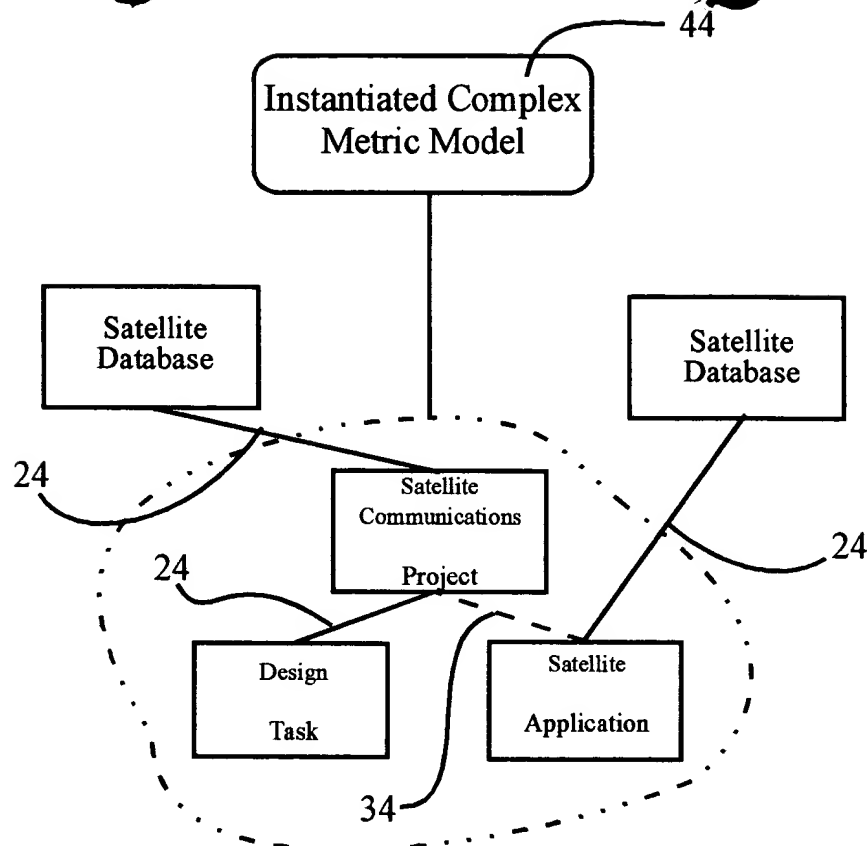 44
Instantiated Complex
Metric Model
Satellite
Database
Satellite
Database
24
Satellite
Communications
Project
24
24
Design
Task
Satellite
Application
34